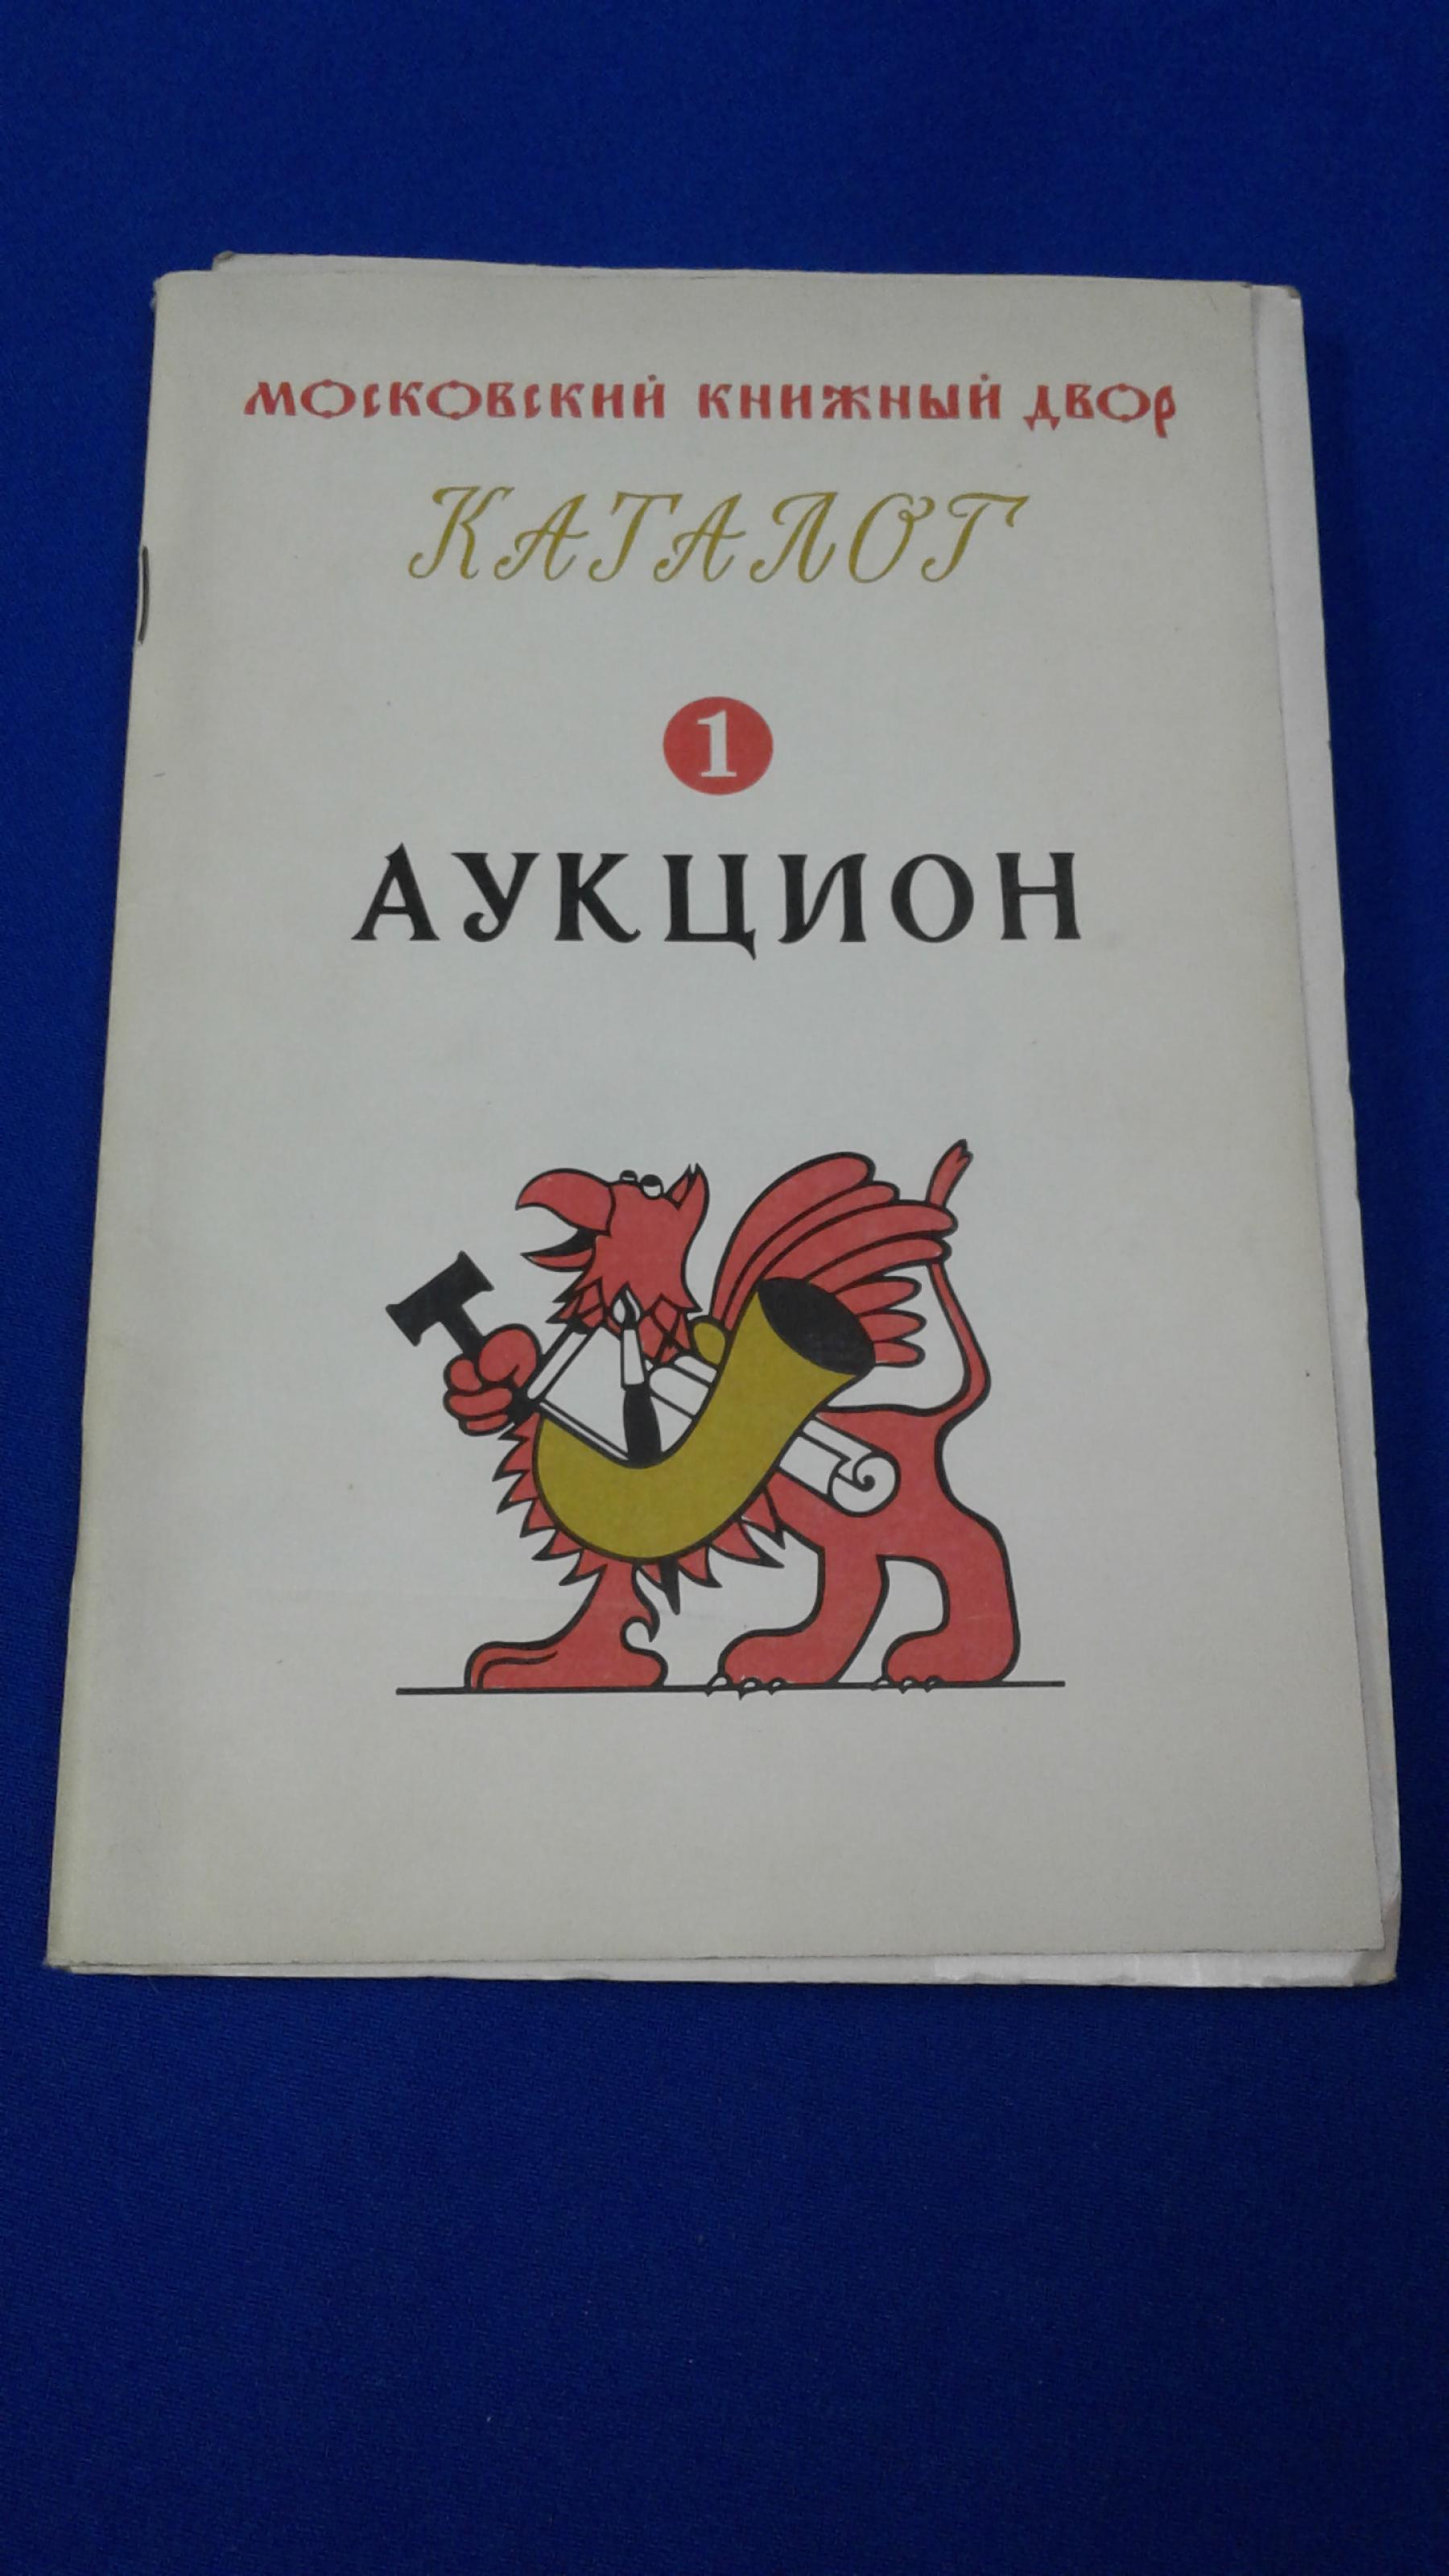 московский книжный двор
КАТАЛОГ
1
АУКЦИОН